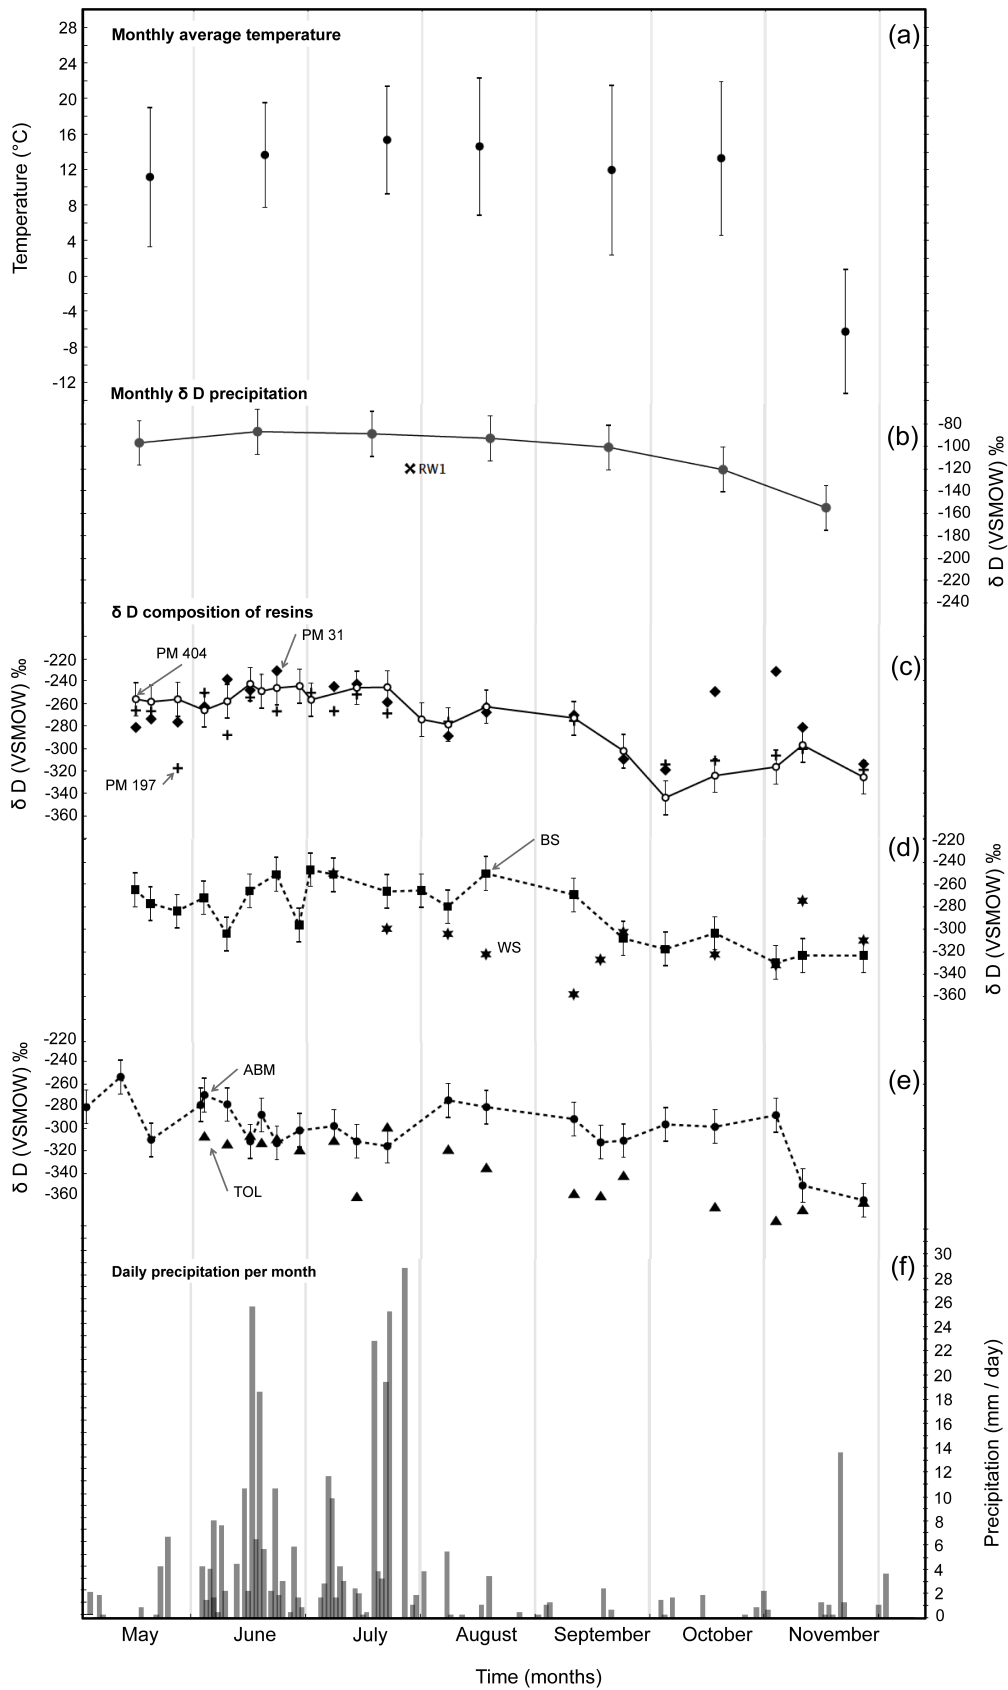 Monthly average temperature
(a)
28
24
20
16
12
8
4
0
-4
-8
-12
Temperature (°C)
Monthly δ D precipitation
(b)
RW1
-80
-100
-120
-140
-160
-180
-200
-220
-240
δ D (VSMOW) ‰
δ D composition of resins
(c)
PM 31
PM 404
PM 197
-220
-240
-260
-280
-300
-320
-340
-360
δ D (VSMOW) ‰
(d)
BS
WS
-220
-240
-260
-280
-300
-320
-340
-360
δ D (VSMOW) ‰
(e)
ABM
TOL
-220
-240
-260
-280
-300
-320
-340
-360
δ D (VSMOW) ‰
Daily precipitation per month
(f)
30
28
26
24
22
20
18
16
14
12
10
8
6
4
2
0
Precipitation (mm / day)
May June July August September October November
Time (months)